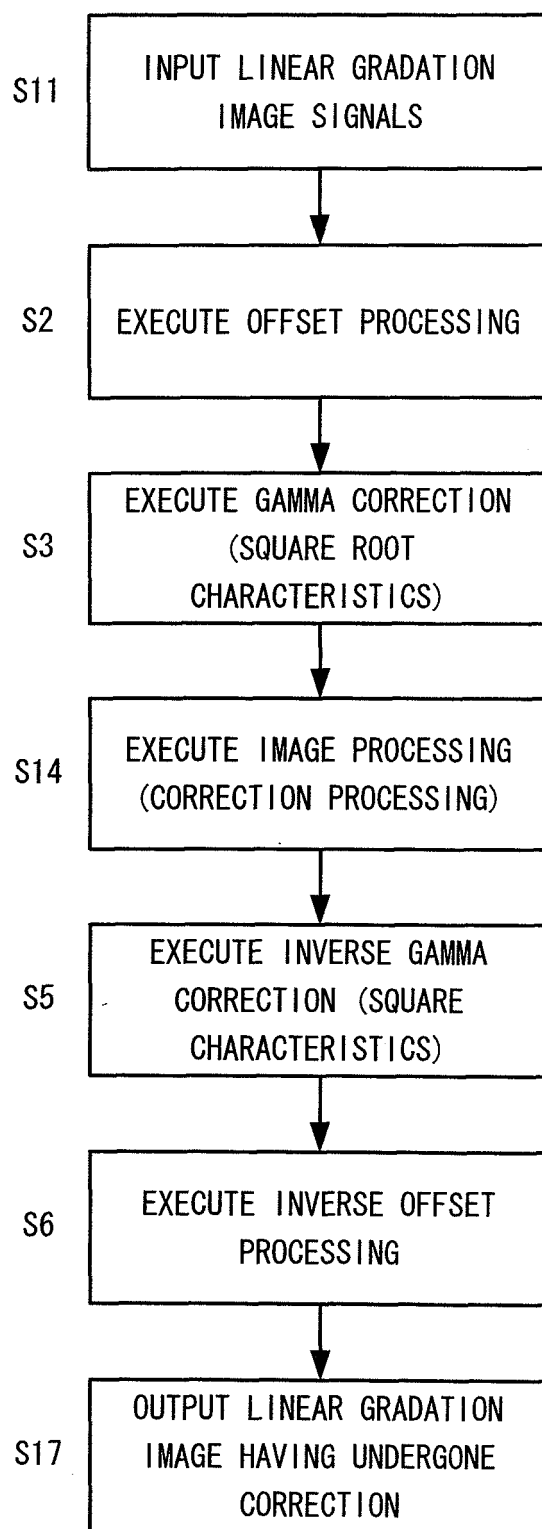 S11
INPUT LINEAR GRADATION
IMAGE SIGNALS
S2
EXECUTE OFFSET PROCESSING
S3
EXECUTE GAMMA CORRECTION
(SQUARE ROOT
CHARACTERISTICS)
S14
EXECUTE IMAGE PROCESSING
(CORRECTION PROCESSING)
S5
EXECUTE INVERSE GAMMA
CORRECTION (SQUARE
CHARACTERISTICS)
S6
EXECUTE INVERSE OFFSET
PROCESSING
S17
OUTPUT LINEAR GRADATION
IMAGE HAVING UNDERGONE
CORRECTION